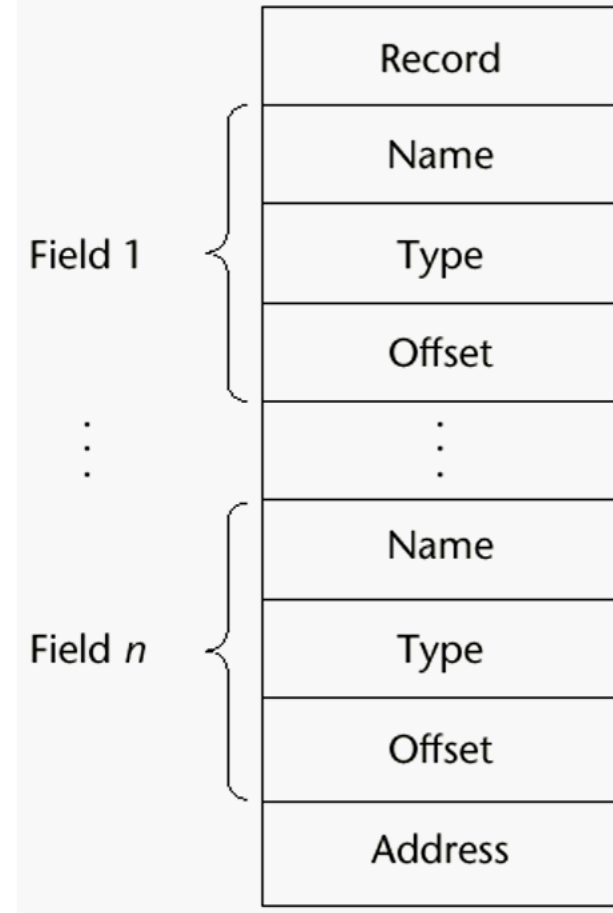 Record
Name
Field 1
Type
Offset
⋮ ⋮
Name
Field n
Type
Offset
Address